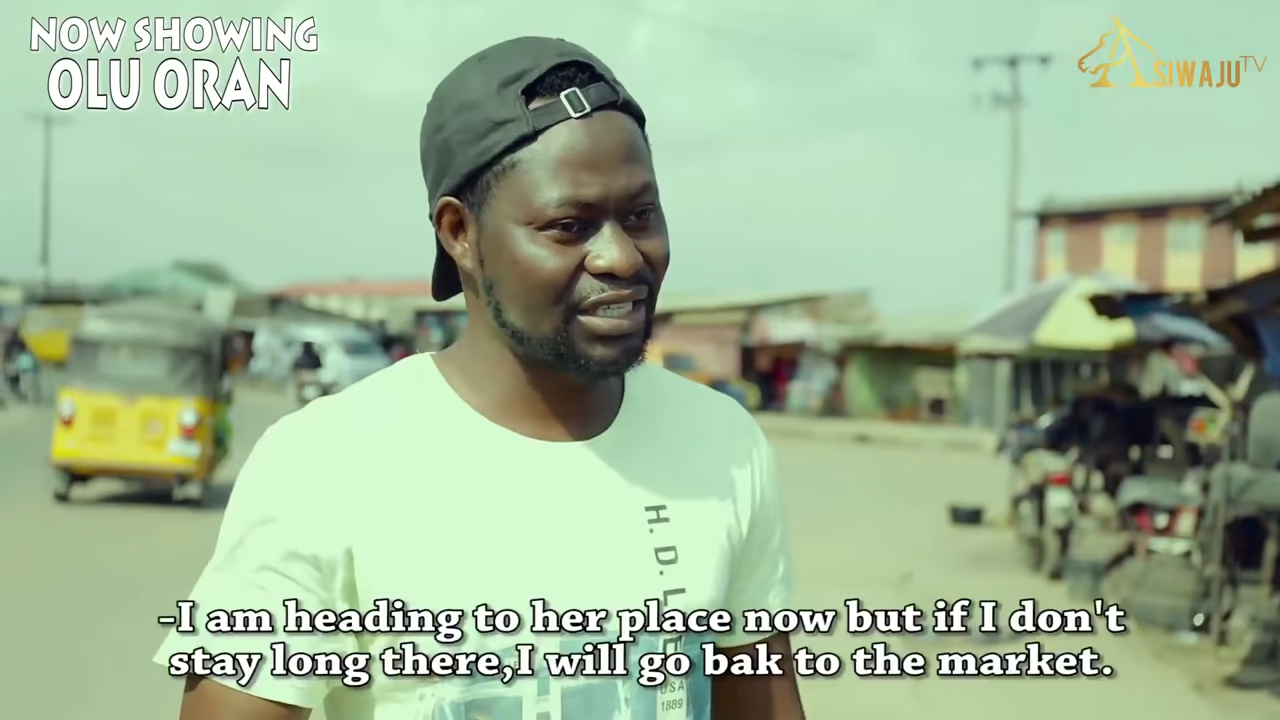 NOW SHOWING
OLU ORAN
ASIWAJU TV
H. D. L
-I am heading to her place now but if I don't
stay long there,I will go bak to the market.
USA
1889